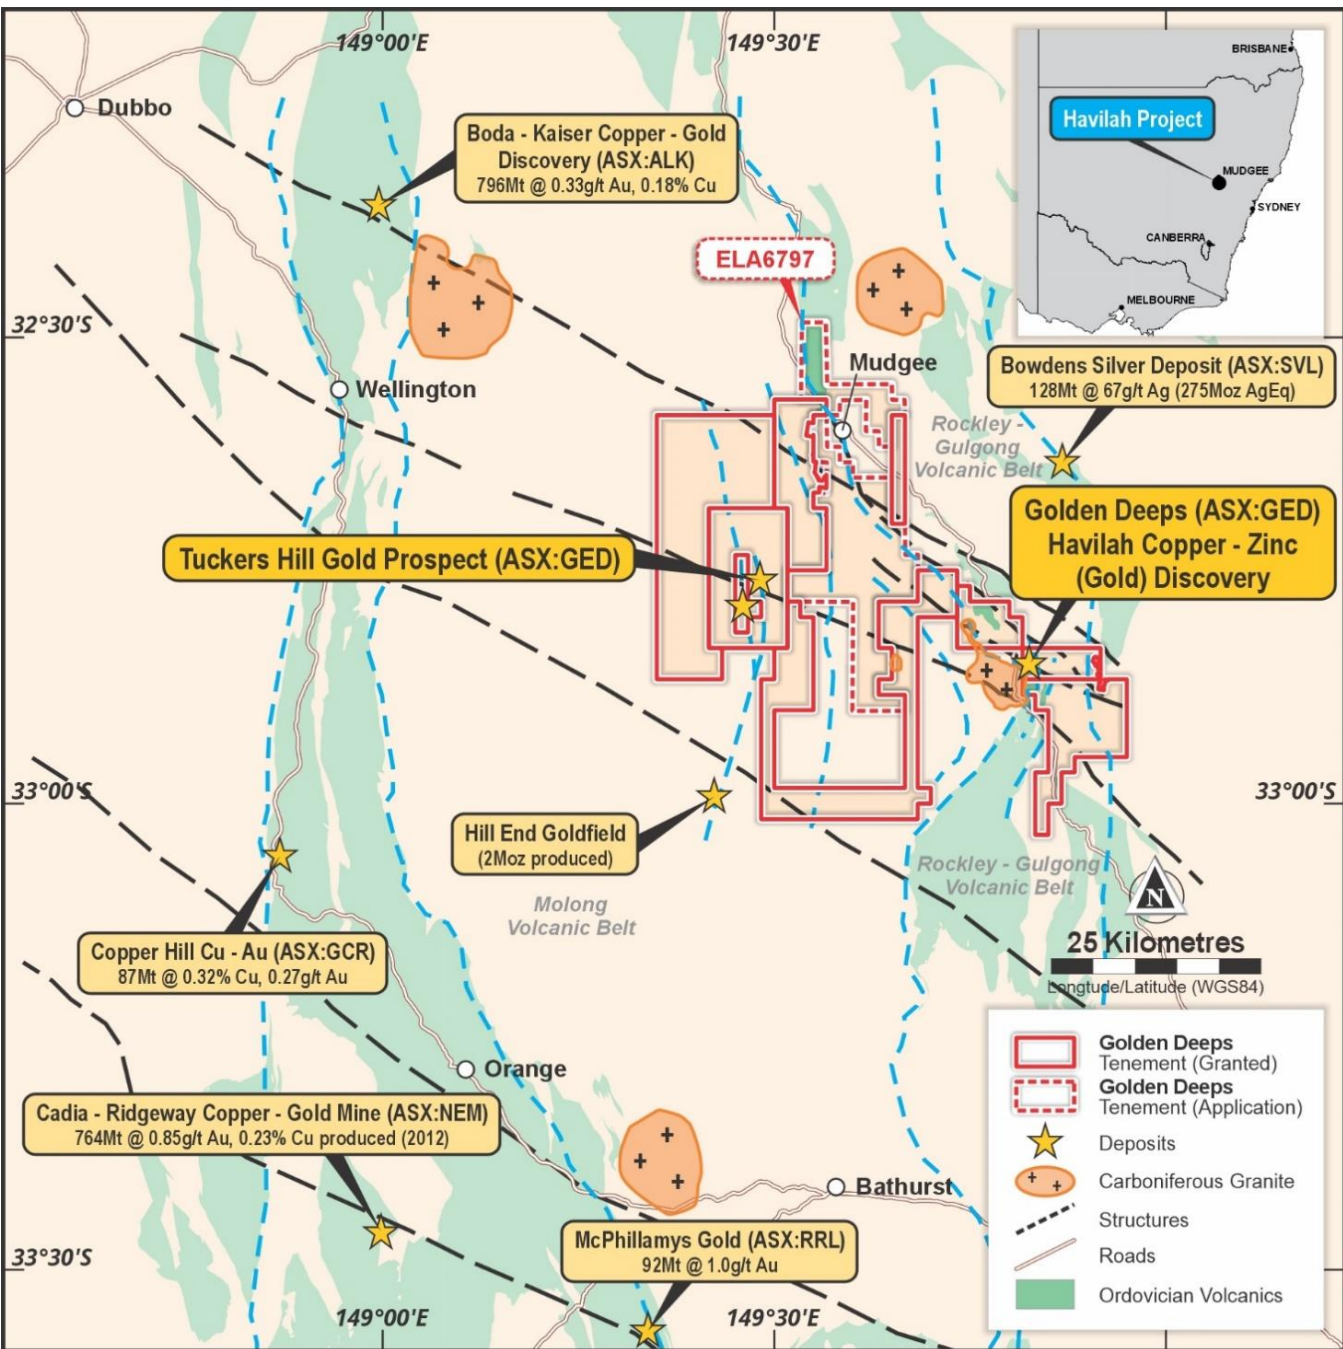 149°00'E
149°30'E
BRISBANE
Dubbo
Boda - Kaiser Copper - Gold
Discovery (ASX:ALK)
796Mt @ 0.33g/t Au, 0.18% Cu
Havilah Project
MUDGEE
SYDNEY
CANBERRA
MELBOURNE
ELA6797
32°30'S
Mudgee
Bowdens Silver Deposit (ASX:SVL)
128Mt @ 67g/t Ag (275Moz AgEq)
Wellington
Rockley -
Gulgong
Volcanic Belt
Golden Deeps (ASX:GED)
Havilah Copper - Zinc
(Gold) Discovery
Tuckers Hill Gold Prospect (ASX:GED)
33°00'S
33°00'S
Hill End Goldfield
(2Moz produced)
Rockley - Gulgong
Volcanic Belt
Molong
Volcanic Belt
N
25 Kilometres
Longtude/Latitude (WGS84)
Copper Hill Cu - Au (ASX:GCR)
87Mt @ 0.32% Cu, 0.27g/t Au
Orange
Cadia - Ridgeway Copper - Gold Mine (ASX:NEM)
764Mt @ 0.85g/t Au, 0.23% Cu produced (2012)
Bathurst
McPhillamys Gold (ASX:RRL)
92Mt @ 1.0g/t Au
33°30'S
149°00'E
149°30'E
Golden Deeps
Tenement (Granted)
Golden Deeps
Tenement (Application)
Deposits
Carboniferous Granite
Structures
Roads
Ordovician Volcanics